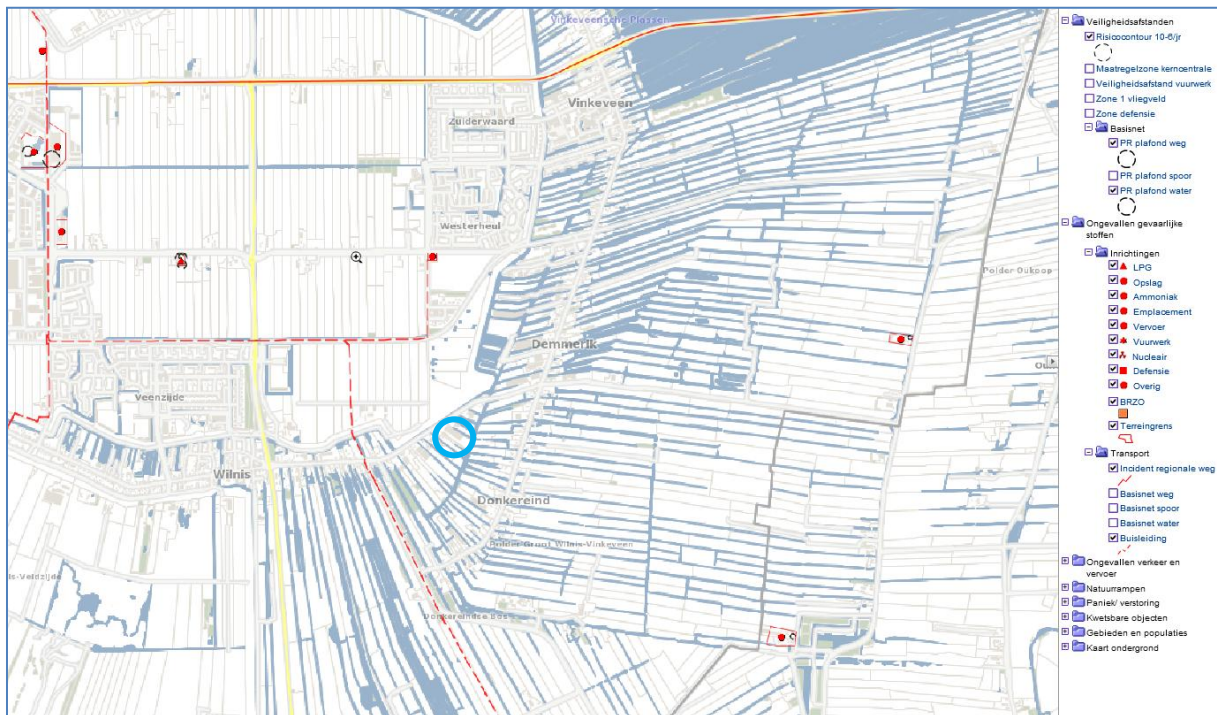 Vinkeveensche Plassen
Vinkeveen
Zuiderwaard
Westerheul
Polder Oukoop
Demmerik
Veenzijde
Wilnis
Donkereind
Polder Groot Wilnis-Vinkeveen
is-Veldzijde
Donkereindse Bos
Veiligheidsafstanden
Risicocontour 10-6/jr
Maatregelzone kerncentrale
Veiligheidsafstand vuurwerk
Zone 1 vliegveld
Zone defensie
Basisnet
PR plafond weg
PR plafond spoor
PR plafond water
Ongevallen gevaarlijke
stoffen
Inrichtingen
LPG
Opslag
Ammoniak
Emplacement
Vervoer
Vuurwerk
Nucleair
Defensie
Overig
BRZO
Terreingrens
Transport
Incident regionale weg
Basisnet weg
Basisnet spoor
Basisnet water
Buisleiding
Ongevallen verkeer en
vervoer
Natuurrampen
Paniek/ verstoring
Kwetsbare objecten
Gebieden en populaties
Kaart ondergrond